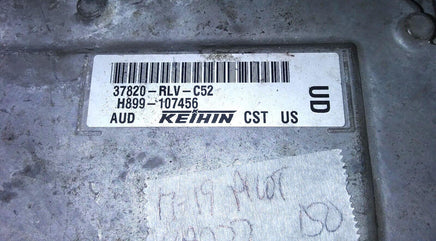 37820-RLV-C52
H899-107456
AUD KEIHIN CST US
UD
17-19 PILOT
150